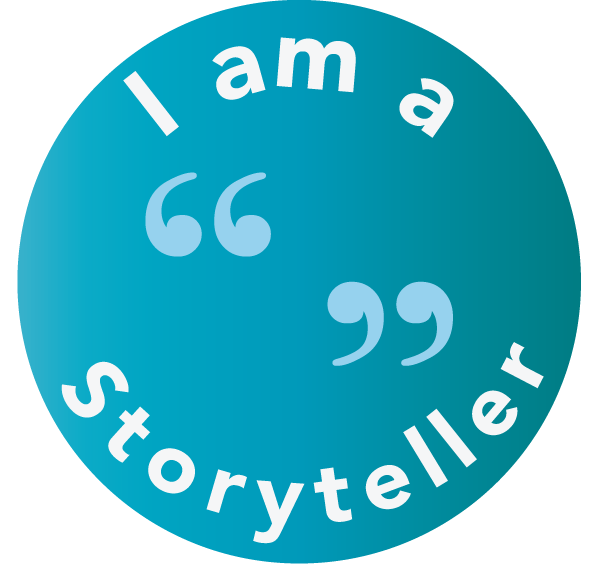 I am a
“ ”
Storyteller